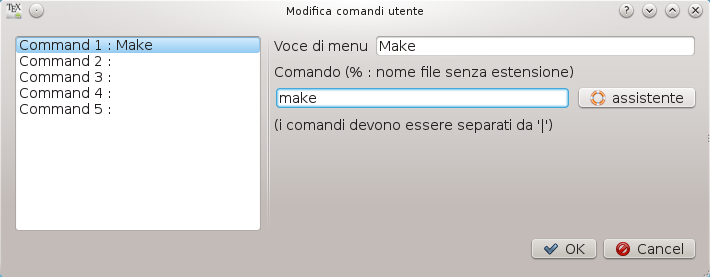 TEX
Modifica comandi utente
Command 1 : Make
Command 2 :
Command 3 :
Command 4 :
Command 5 :
Voce di menu Make
Comando (% : nome file senza estensione)
make assistente
(i comandi devono essere separati da '|')
OK Cancel